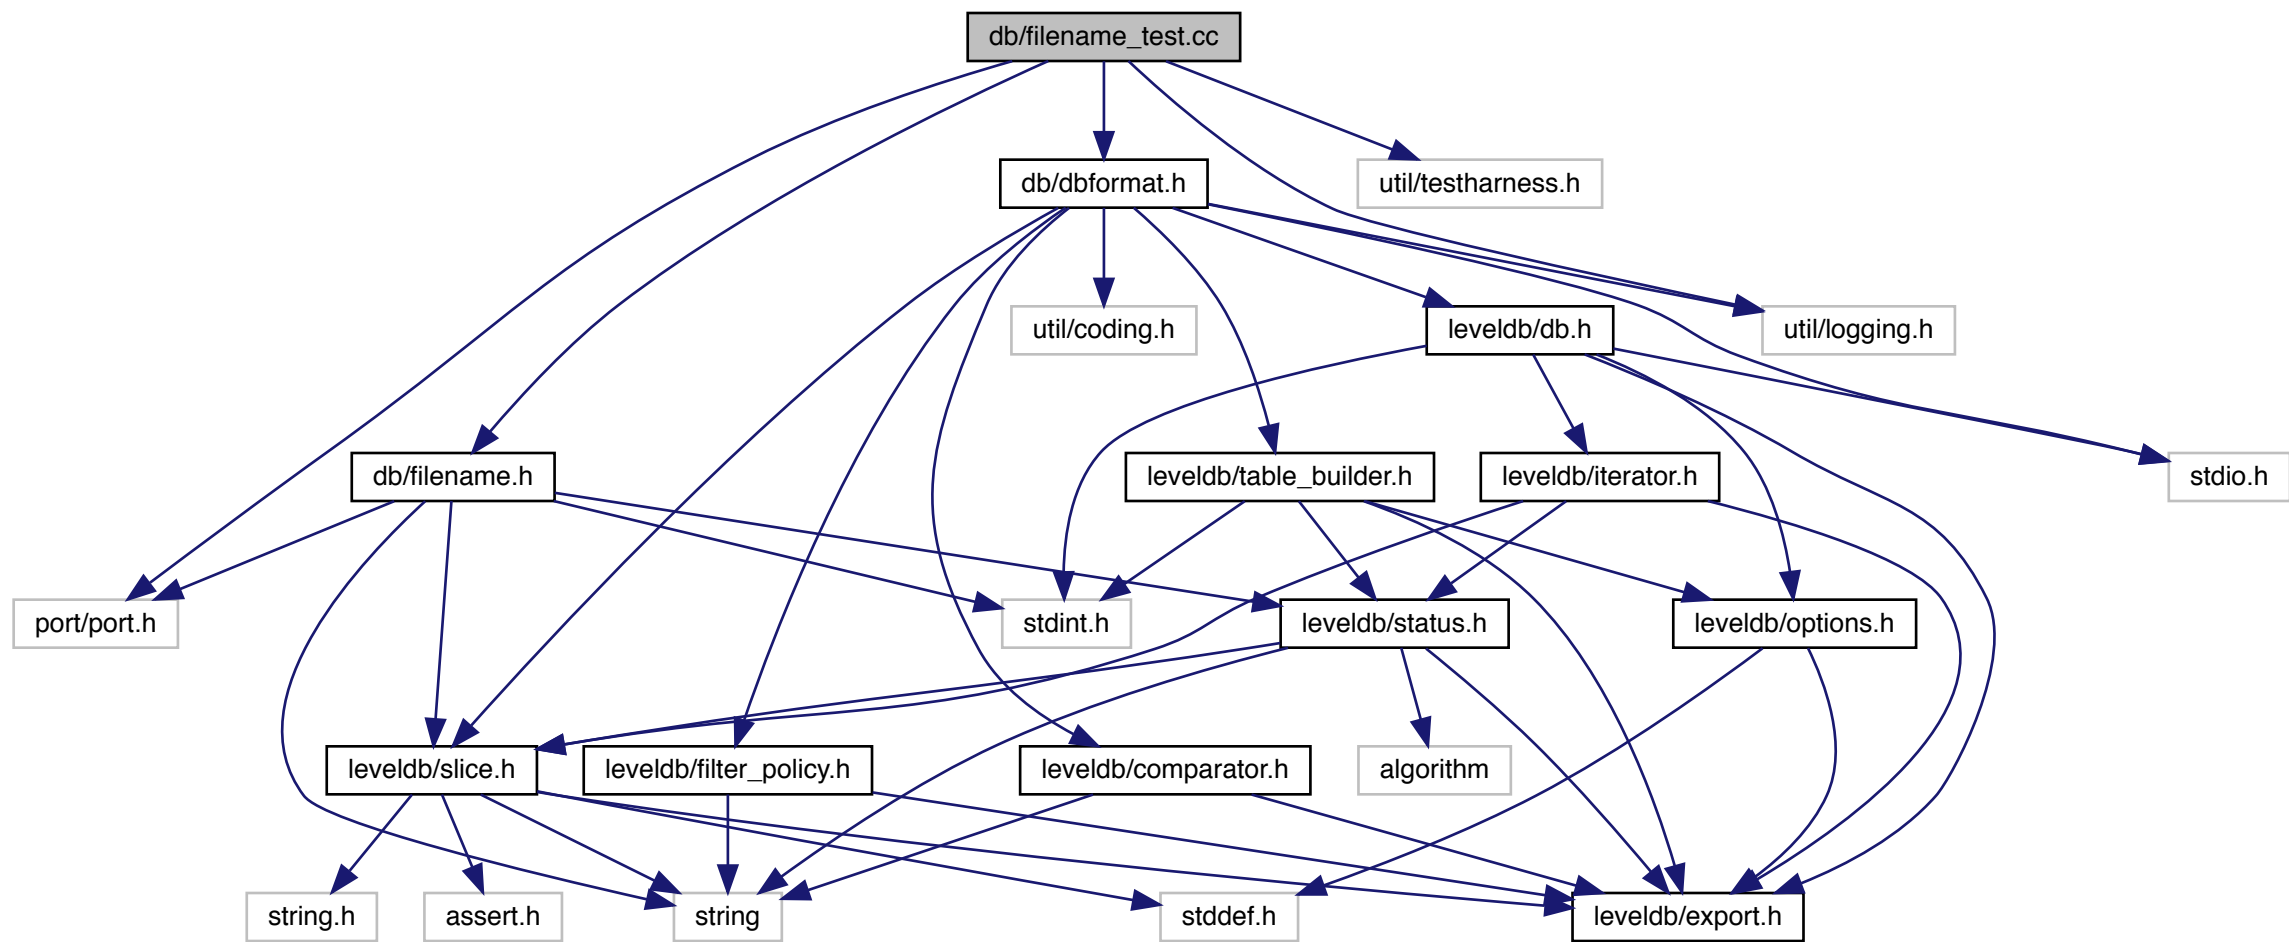 db/filename_test.cc
db/dbformat.h
util/testharness.h
util/coding.h
leveldb/db.h
util/logging.h
db/filename.h
leveldb/table_builder.h
leveldb/iterator.h
stdio.h
port/port.h
stdint.h
leveldb/status.h
leveldb/options.h
leveldb/slice.h
leveldb/filter_policy.h
leveldb/comparator.h
algorithm
string.h
assert.h
string
stddef.h
leveldb/export.h